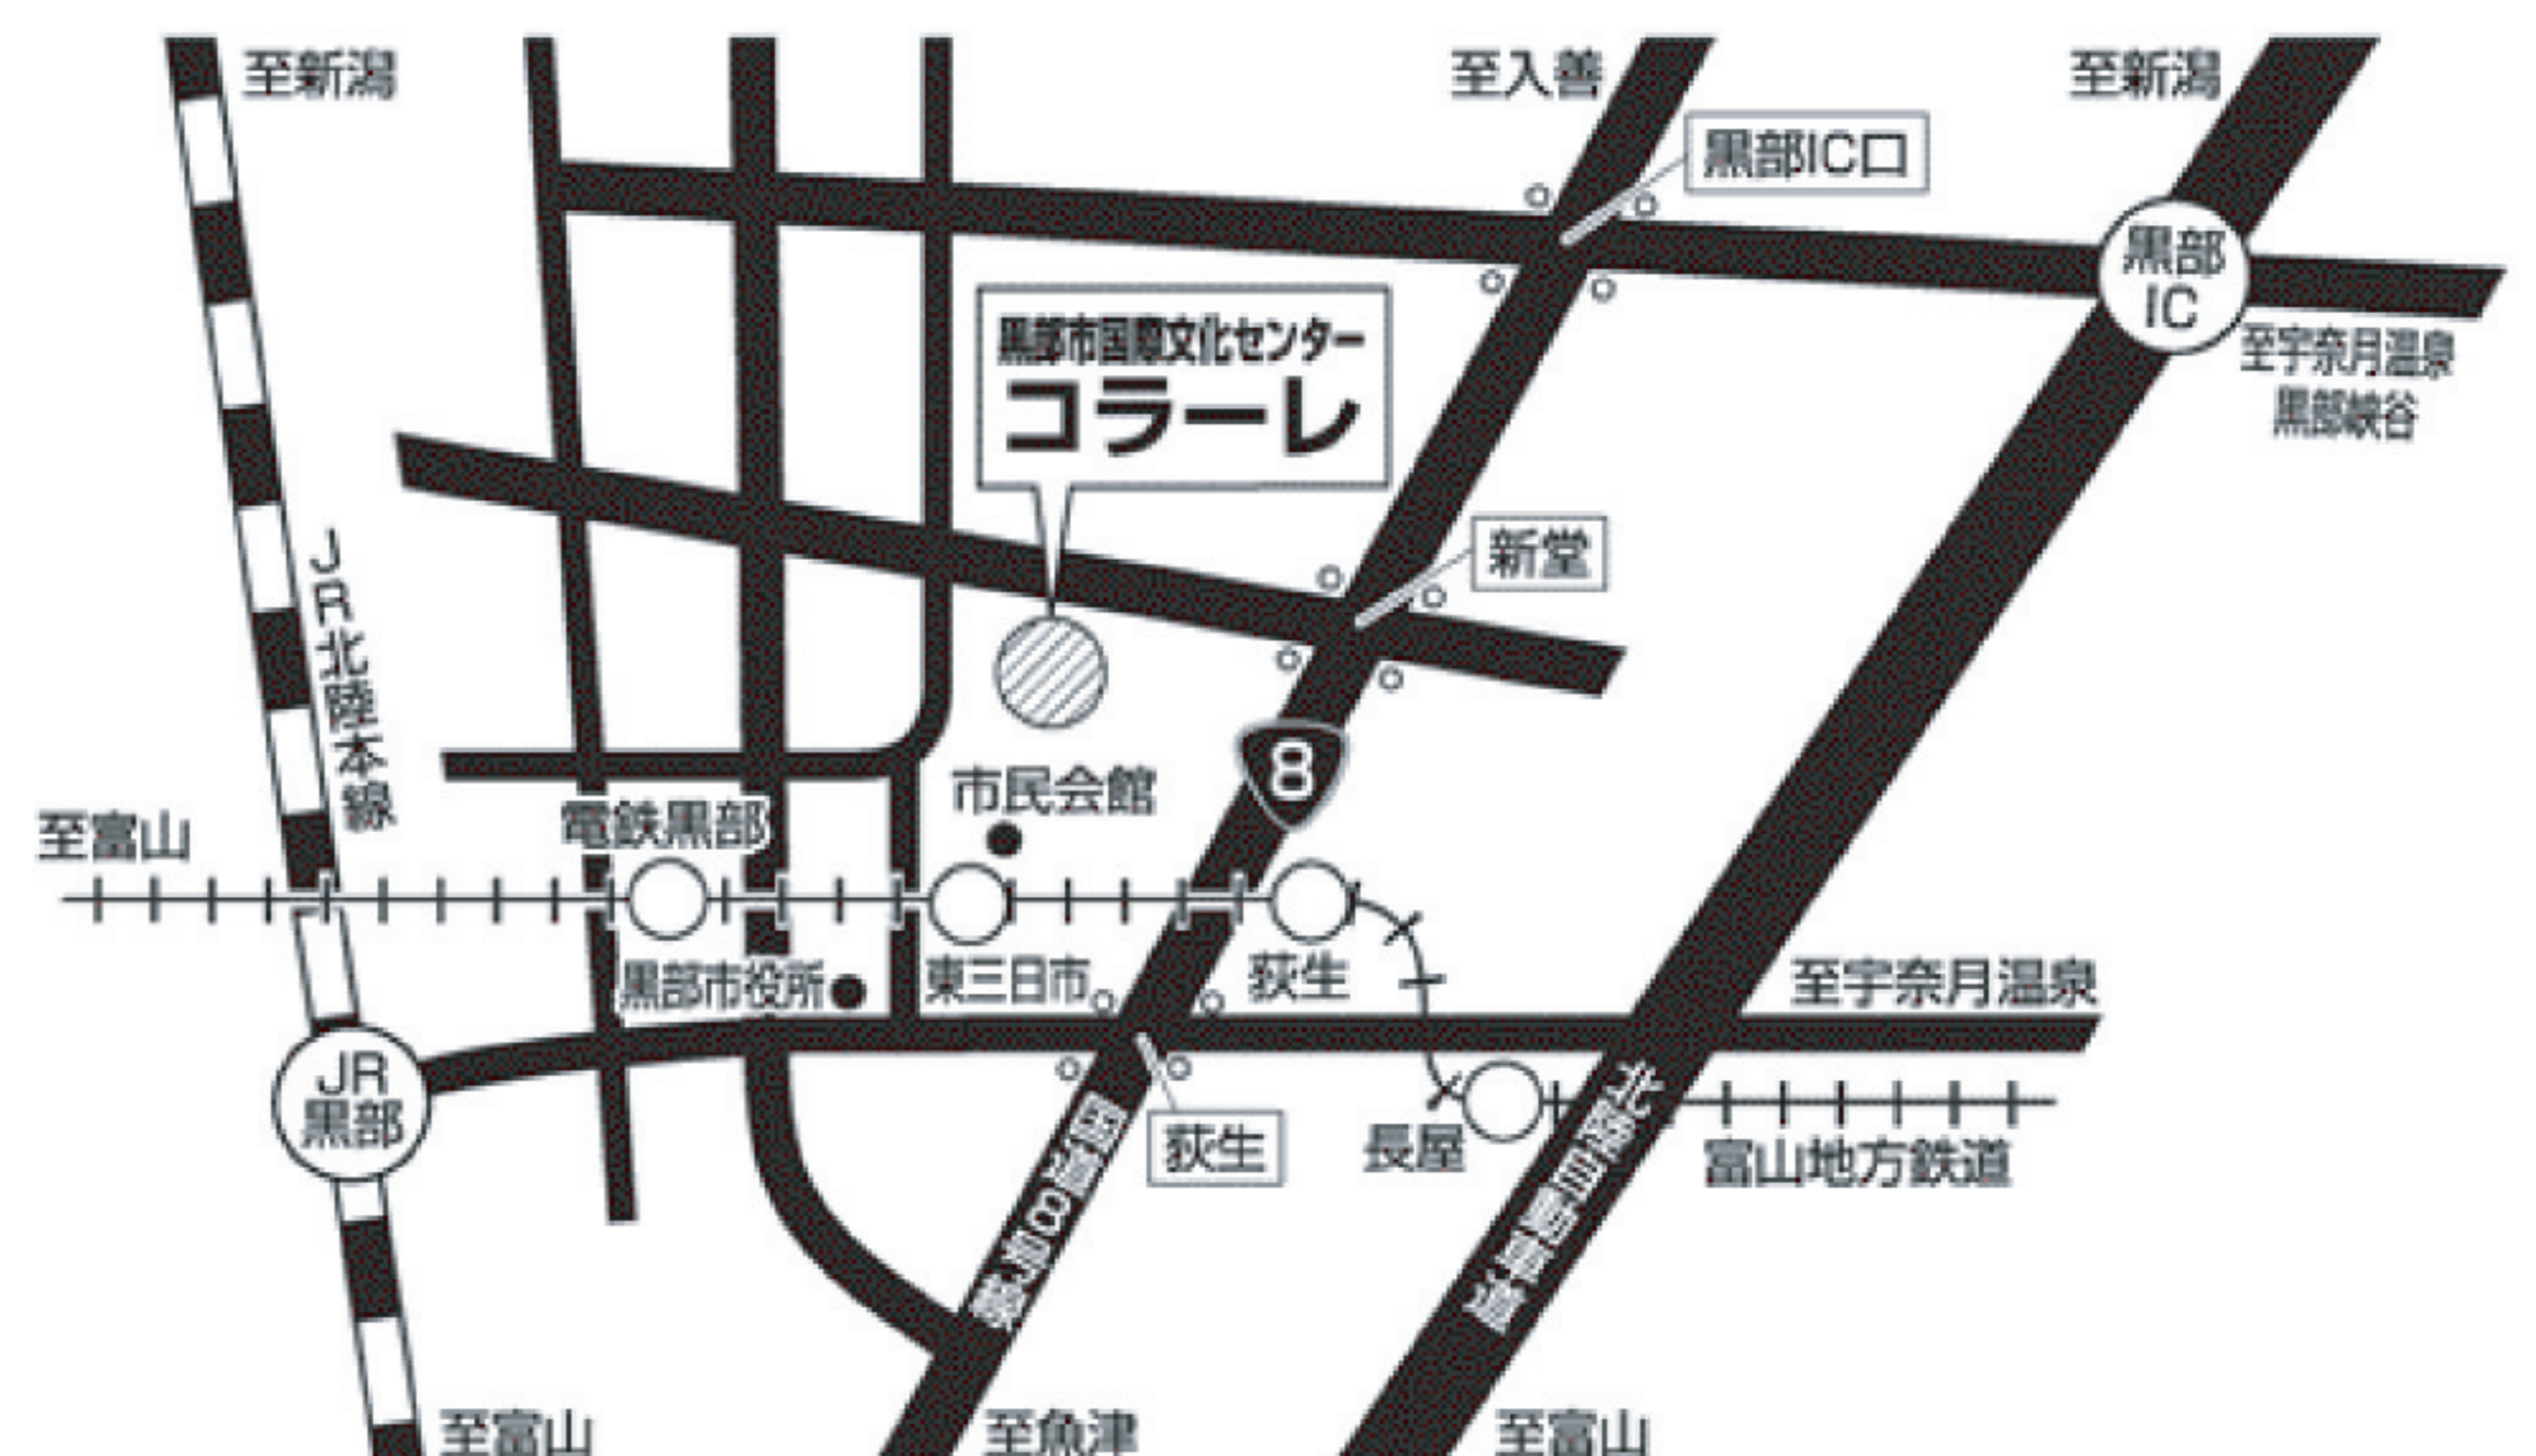 至新潟
至入善
至新潟
黒部IC口
黒部
IC
至宇奈月温泉
黒部峡谷
黒部市国際文化センター
コラーレ
新堂
JR北陸本線
8
市民会館
電鉄黒部
至富山
黒部市役所
東三日市
荻生
至宇奈月温泉
JR
黒部
荻生
長屋
富山地方鉄道
国道8号線
北陸自動車道
至富山
至魚津
至富山